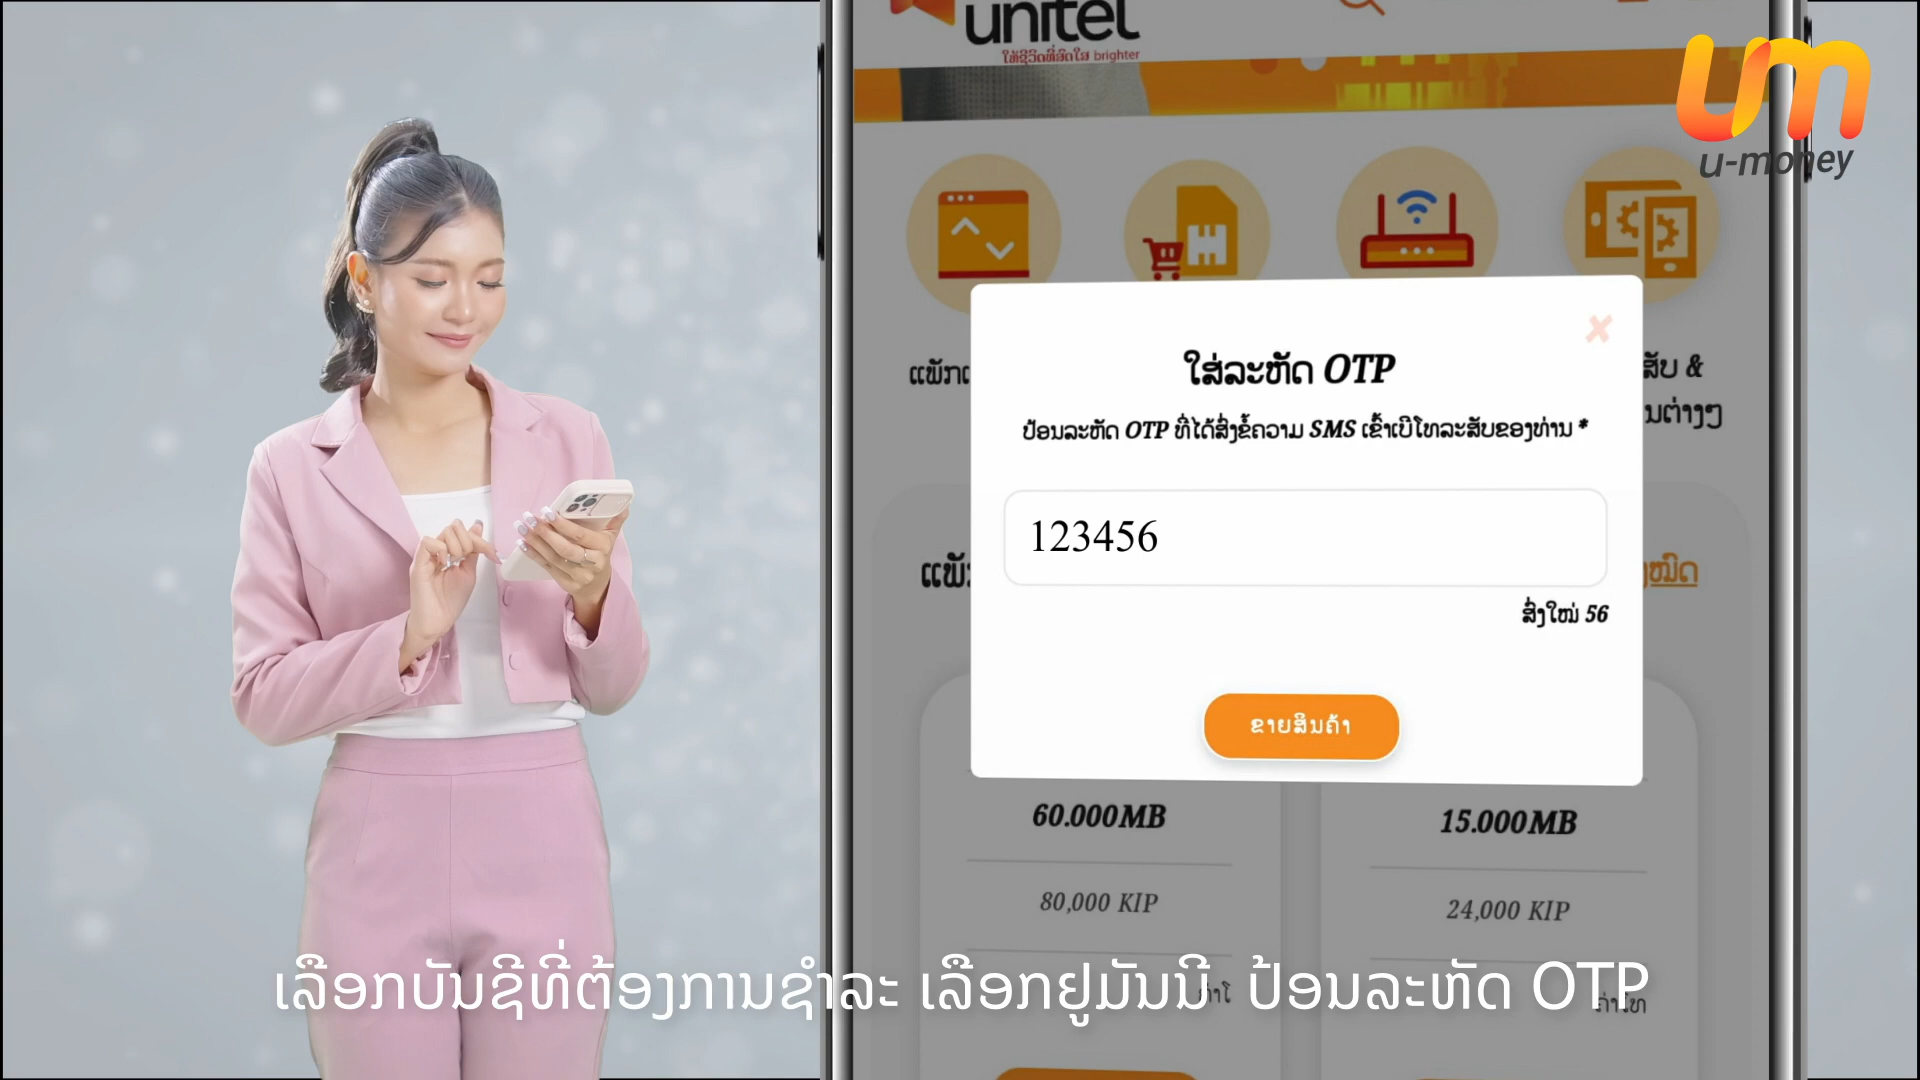 unitel
ໃຫ້ຊີວິດທີ່ສົດໃສ brighter
um
u-money
ສັບ &
ນຕ່າງໆ
ໃສ່ລະຫັດ OTP
ປ້ອນລະຫັດ OTP ທີ່ໄດ້ສົ່ງຂໍ້ຄວາມ SMS ເຂົ້າເບີໂທລະສັບຂອງທ່ານ *
123456
ສົ່ງໃໝ່ 56
ຂາຍສິນຄ້າ
60.000MB
15.000MB
80,000 KIP
24,000 KIP
ເລືອກບັນຊີທີ່ຕ້ອງການຊຳລະ ເລືອກຢູມັນນີ ປ້ອນລະຫັດ OTP